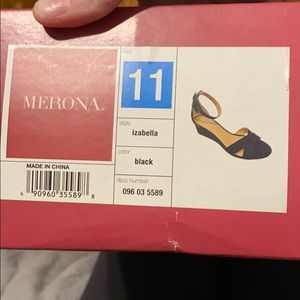 size
11
MERONA
style
izabella
color
black
MADE IN CHINA
dpci number
096 03 5589
4 90960 35589 8